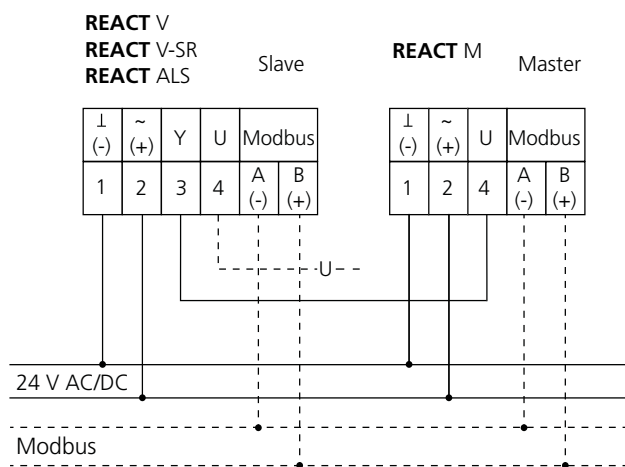 REACT V
REACT V-SR
REACT ALS
Slave
REACT M
Master
⊥ (-) ~ (+) Y U Modbus
1 2 3 4 A (-) B (+)
⊥ (-) ~ (+) U Modbus
1 2 4 A (-) B (+)
U
24 V AC/DC
Modbus